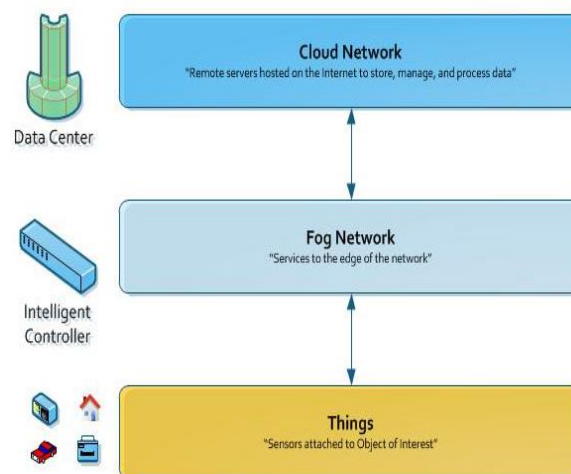 Cloud Network
"Remote servers hosted on the Internet to store, manage, and process data"
Data Center
Fog Network
"Services to the edge of the network"
Intelligent
Controller
Things
"Sensors attached to Object of Interest"